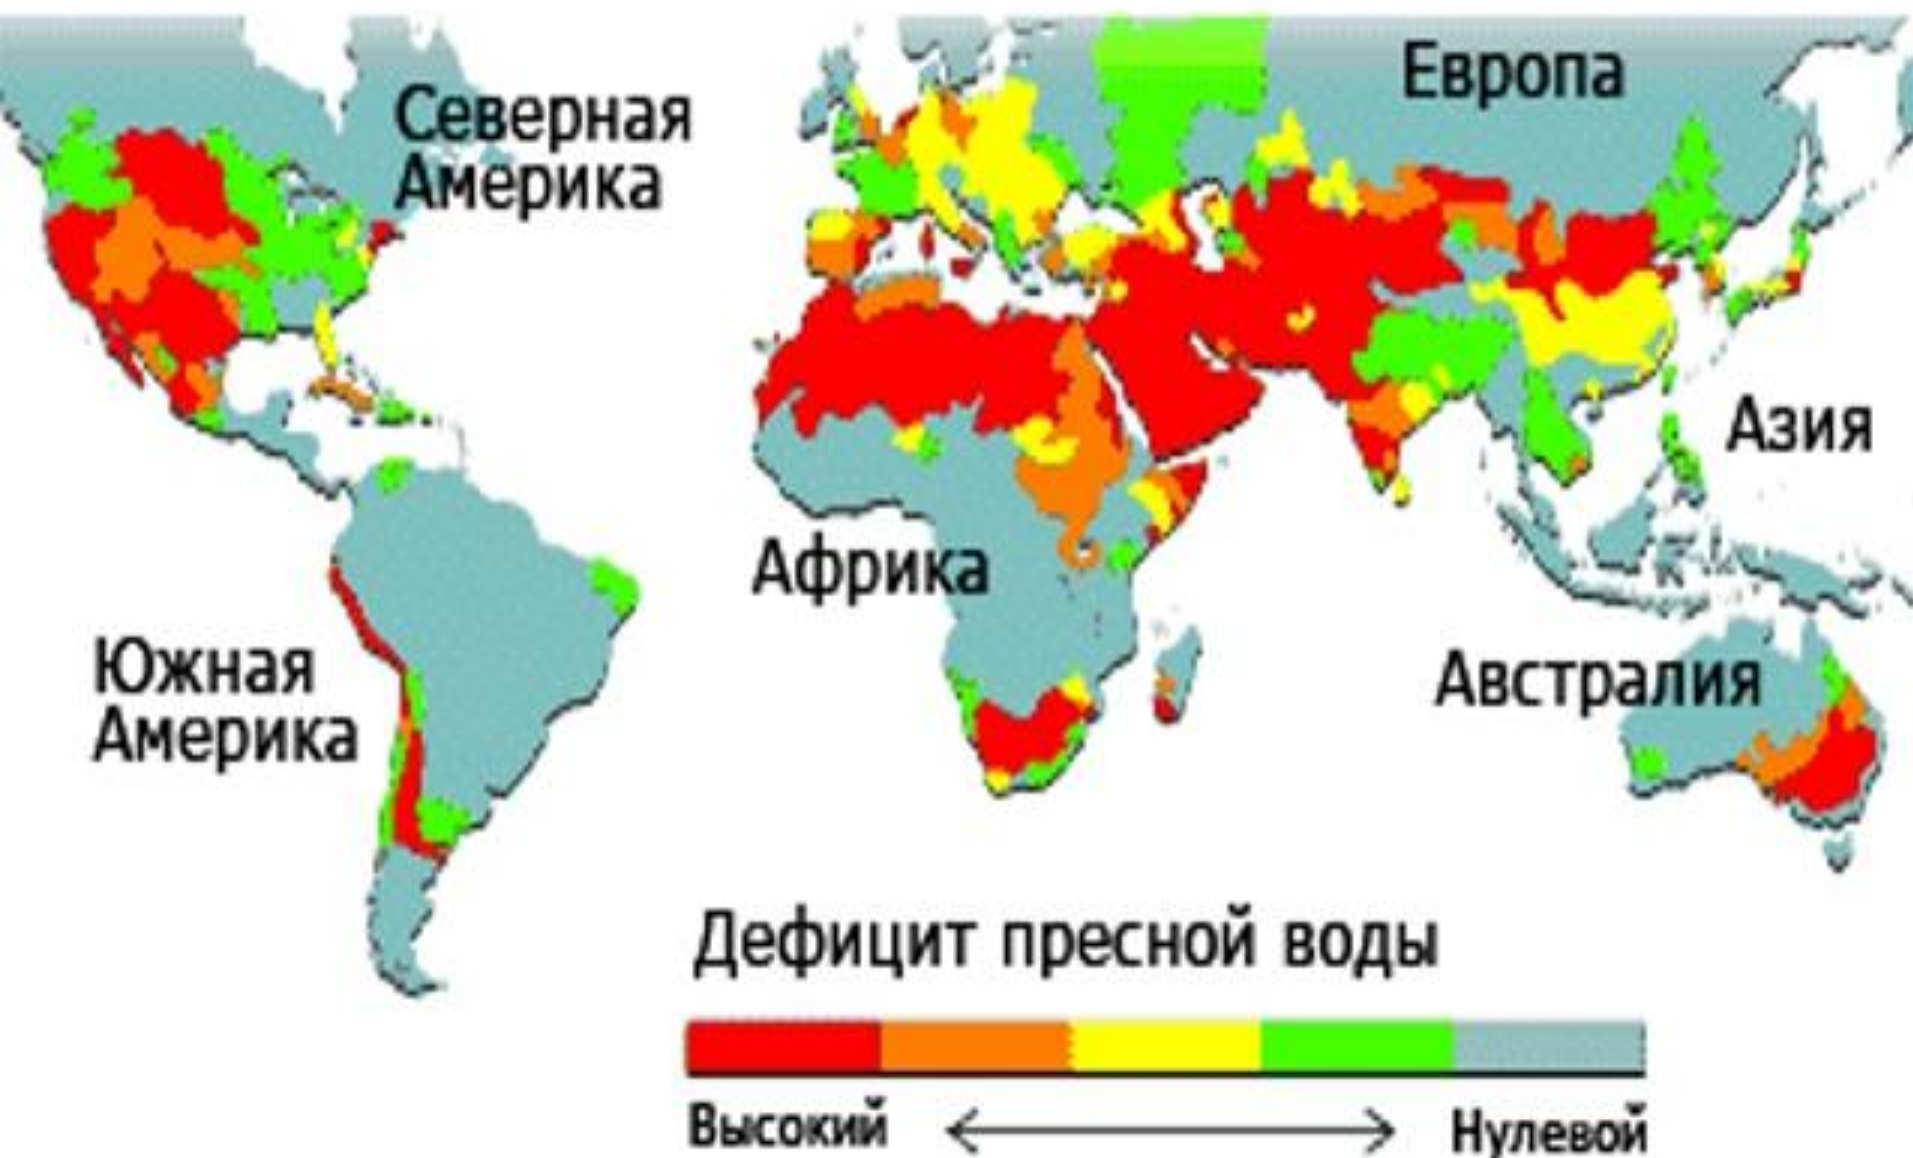 Северная
Америка
Европа
Азия
Африка
Южная
Америка
Австралия
Дефицит пресной воды
Высокий
Нулевой